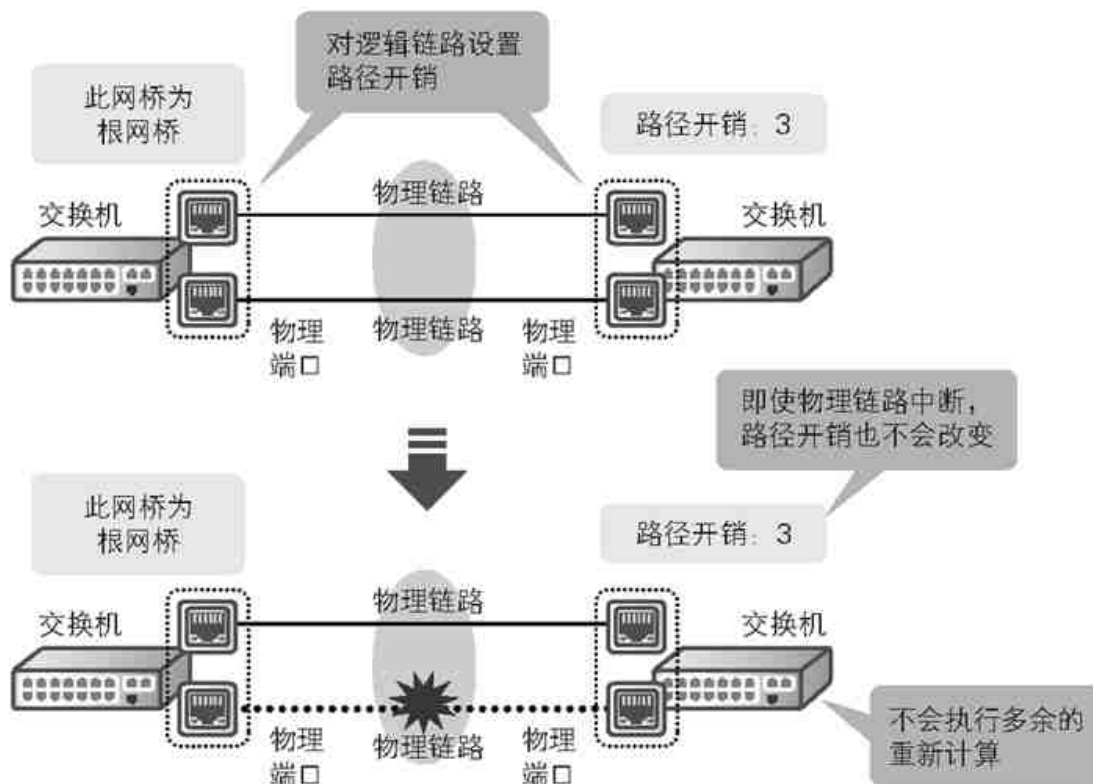 对逻辑链路设置
路径开销
此网桥为
根网桥
路径开销：3
物理链路
交换机
交换机
物理链路
物理
端口
物理
端口
即使物理链路中断，
路径开销也不会改变
此网桥为
根网桥
路径开销：3
物理链路
交换机
交换机
物理链路
物理
端口
物理
端口
不会执行多余的
重新计算